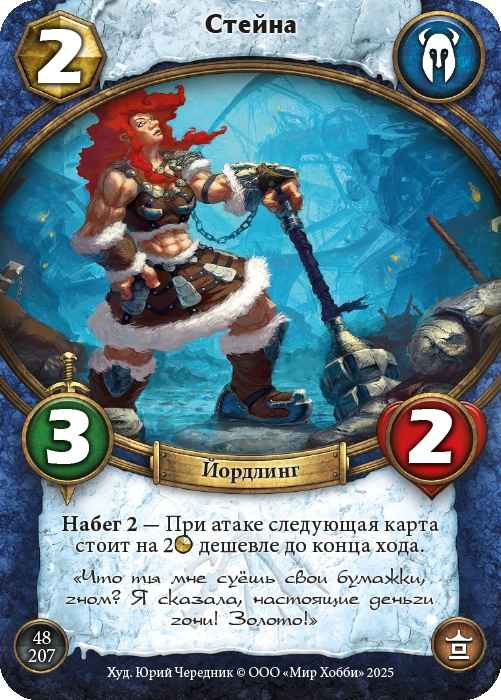 2
Стейна
3
2
Йордлинг
Набег 2 — При атаке следующая карта
стоит на 2 дешевле до конца хода.
«Что ты мне суёшь свои бумажки,
гном? Я сказала, настоящие деньги
гони! Золото!»
48
207
Худ. Юрий Чередник © ООО «Мир Хобби» 2025